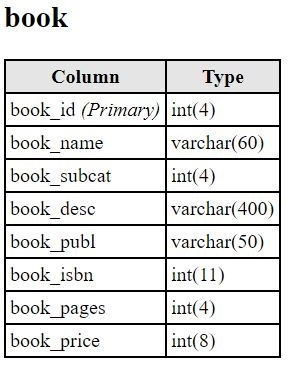 book
Column Type
book_id (Primary) int(4)
book_name varchar(60)
book_subcat int(4)
book_desc varchar(400)
book_publ varchar(50)
book_isbn int(11)
book_pages int(4)
book_price int(8)